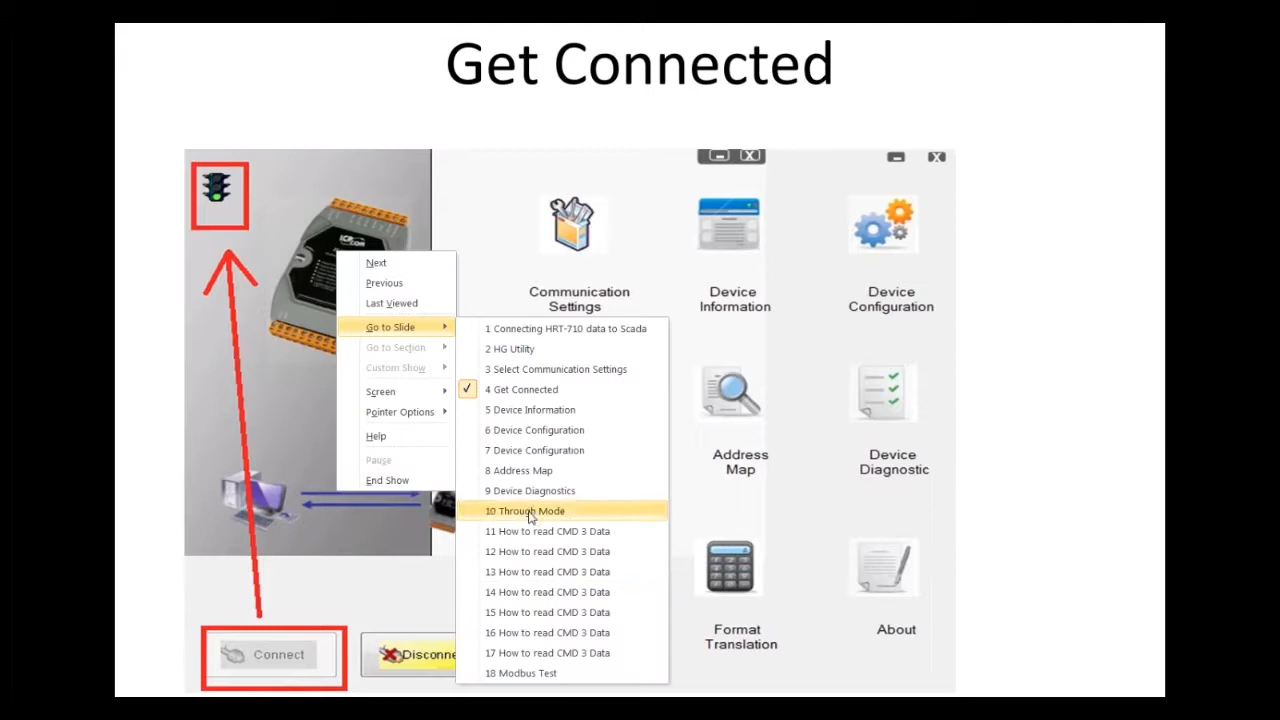 Get Connected
ICP
CON
Communication
Settings
Device
Information
Device
Configuration
Next
Previous
Last Viewed
Go to Slide
Go to Section
Custom Show
Screen
Pointer Options
Help
Pause
End Show
1 Connecting HRT-710 data to Scada
2 HG Utility
3 Select Communication Settings
4 Get Connected
5 Device Information
6 Device Configuration
7 Device Configuration
8 Address Map
9 Device Diagnostics
10 Through Mode
11 How to read CMD 3 Data
12 How to read CMD 3 Data
13 How to read CMD 3 Data
14 How to read CMD 3 Data
15 How to read CMD 3 Data
16 How to read CMD 3 Data
17 How to read CMD 3 Data
18 Modbus Test
Address
Map
Device
Diagnostic
Connect
Disconne
Format
Translation
About